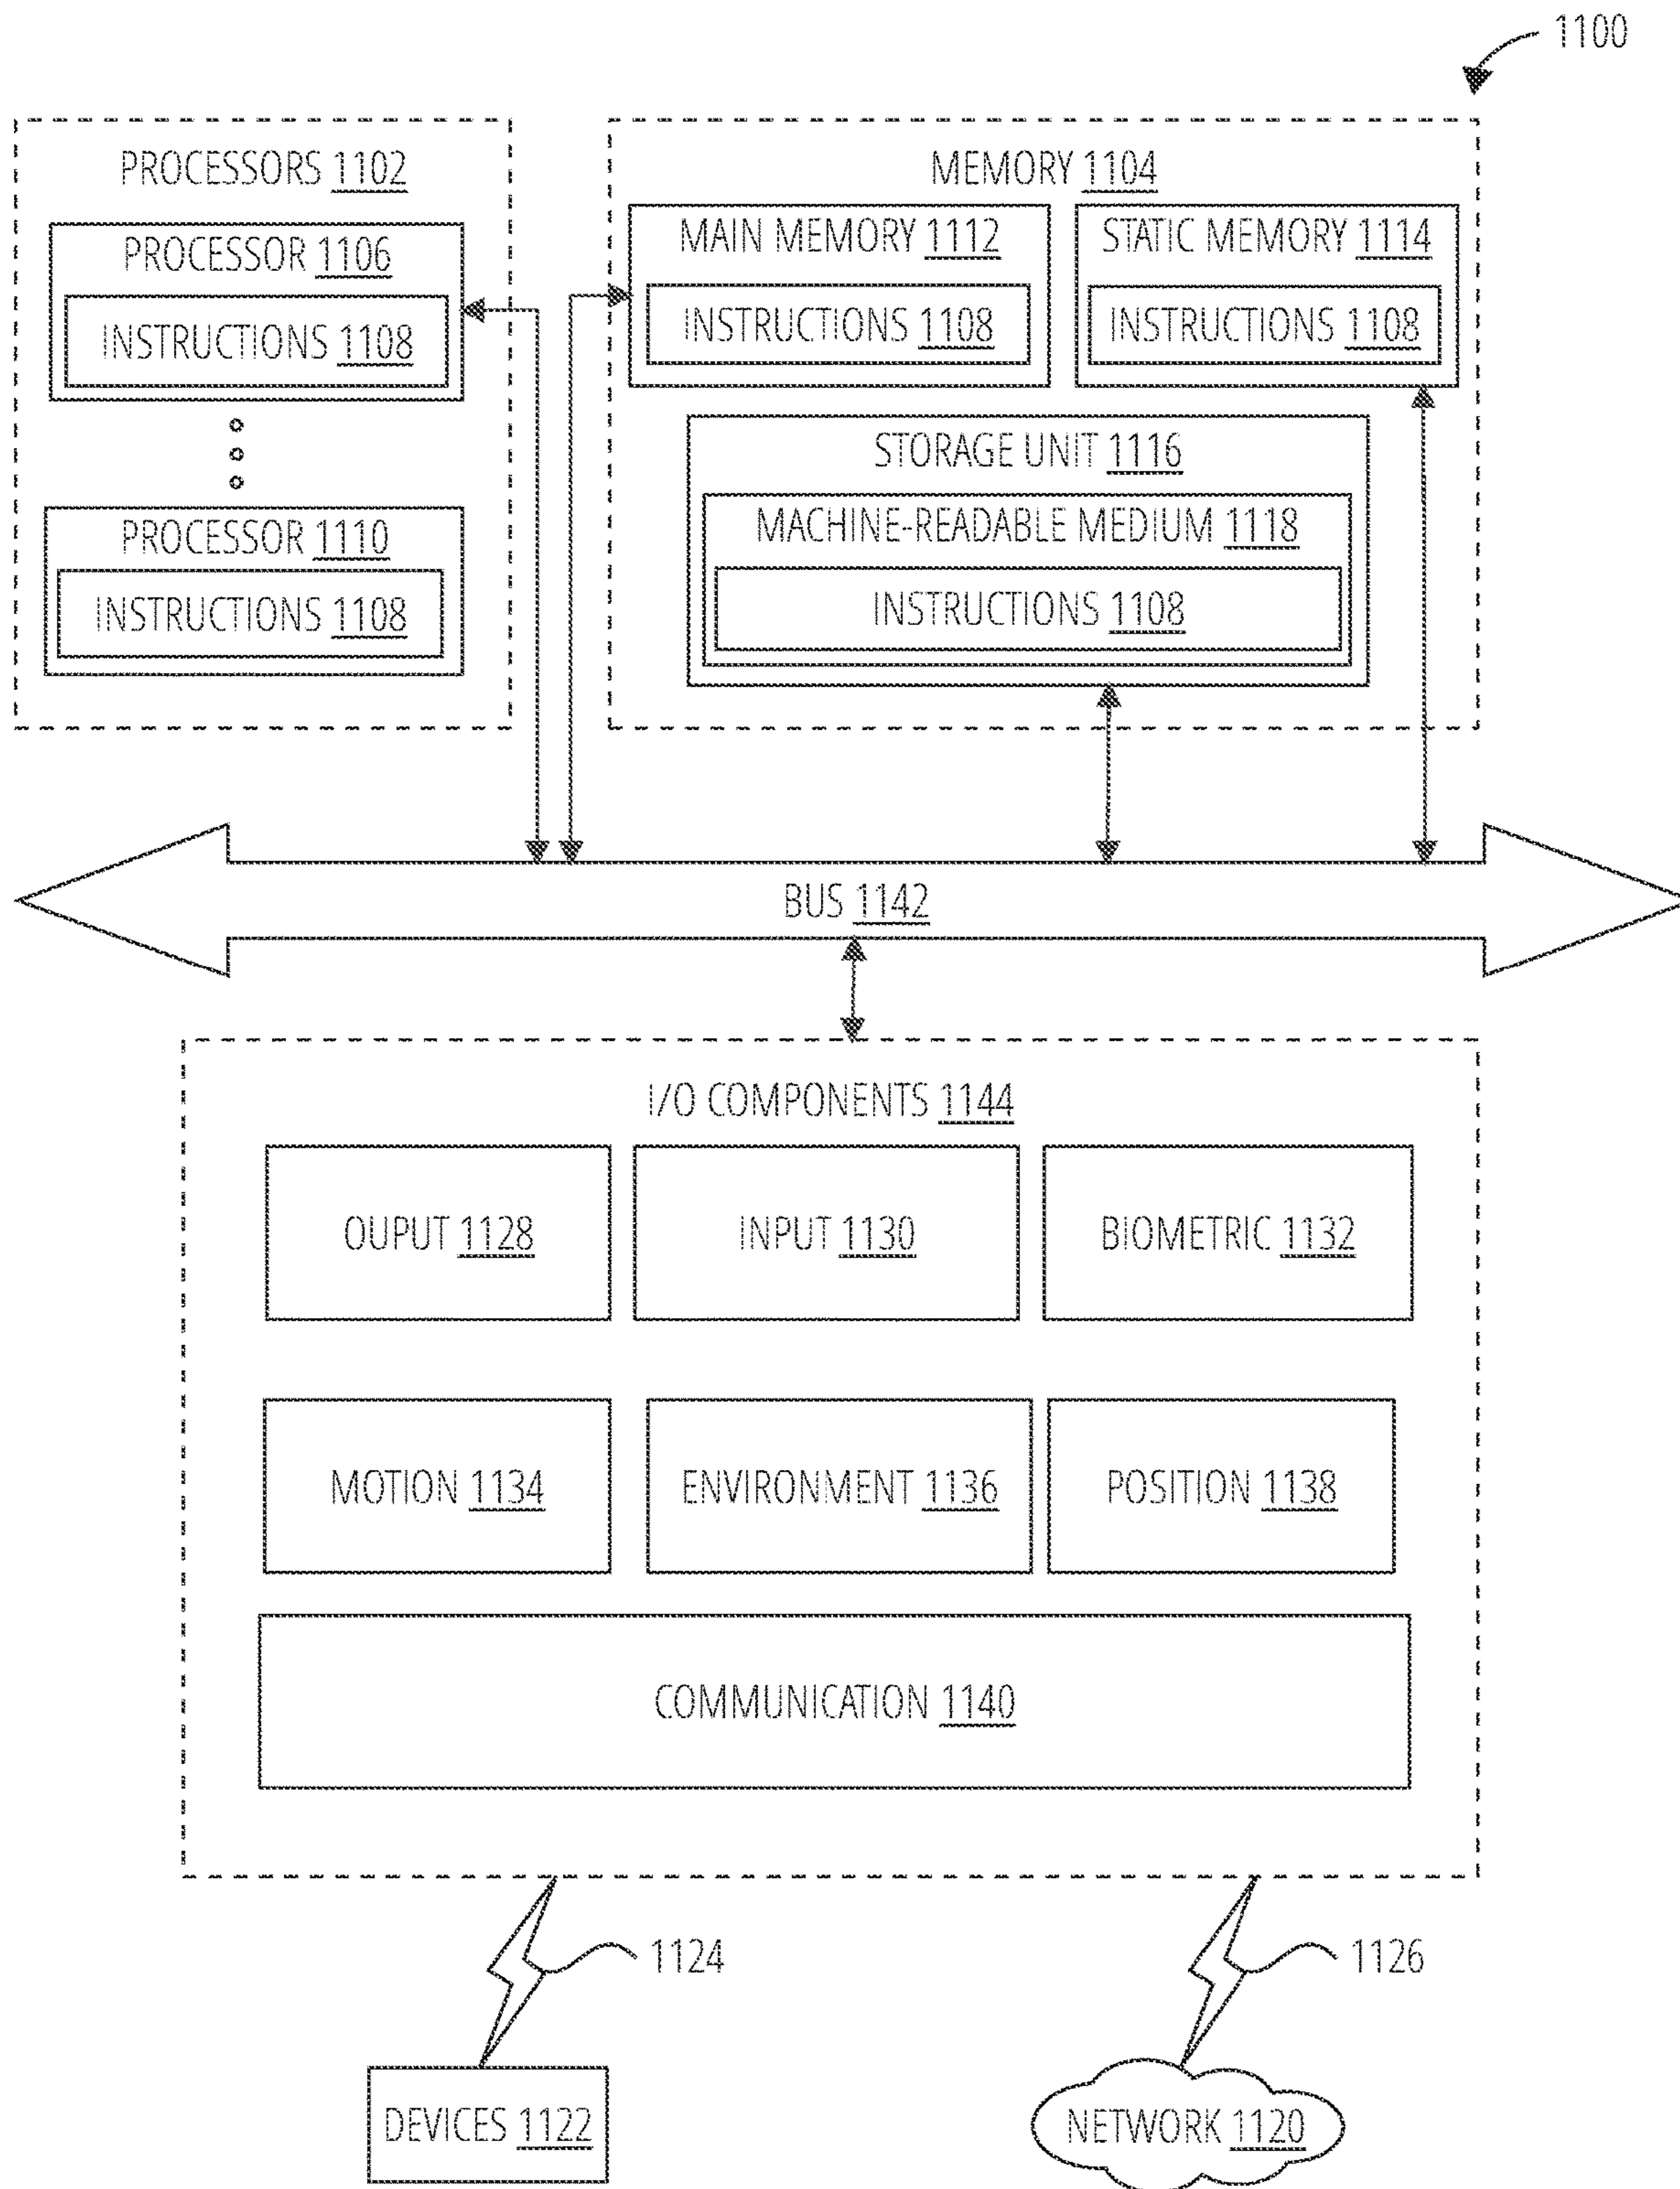 1100
PROCESSORS 1102
PROCESSOR 1106
INSTRUCTIONS 1108
PROCESSOR 1110
INSTRUCTIONS 1108
MEMORY 1104
MAIN MEMORY 1112
INSTRUCTIONS 1108
STATIC MEMORY 1114
INSTRUCTIONS 1108
STORAGE UNIT 1116
MACHINE-READABLE MEDIUM 1118
INSTRUCTIONS 1108
BUS 1142
I/O COMPONENTS 1144
OUPUT 1128
INPUT 1130
BIOMETRIC 1132
MOTION 1134
ENVIRONMENT 1136
POSITION 1138
COMMUNICATION 1140
1124
1126
DEVICES 1122
NETWORK 1120